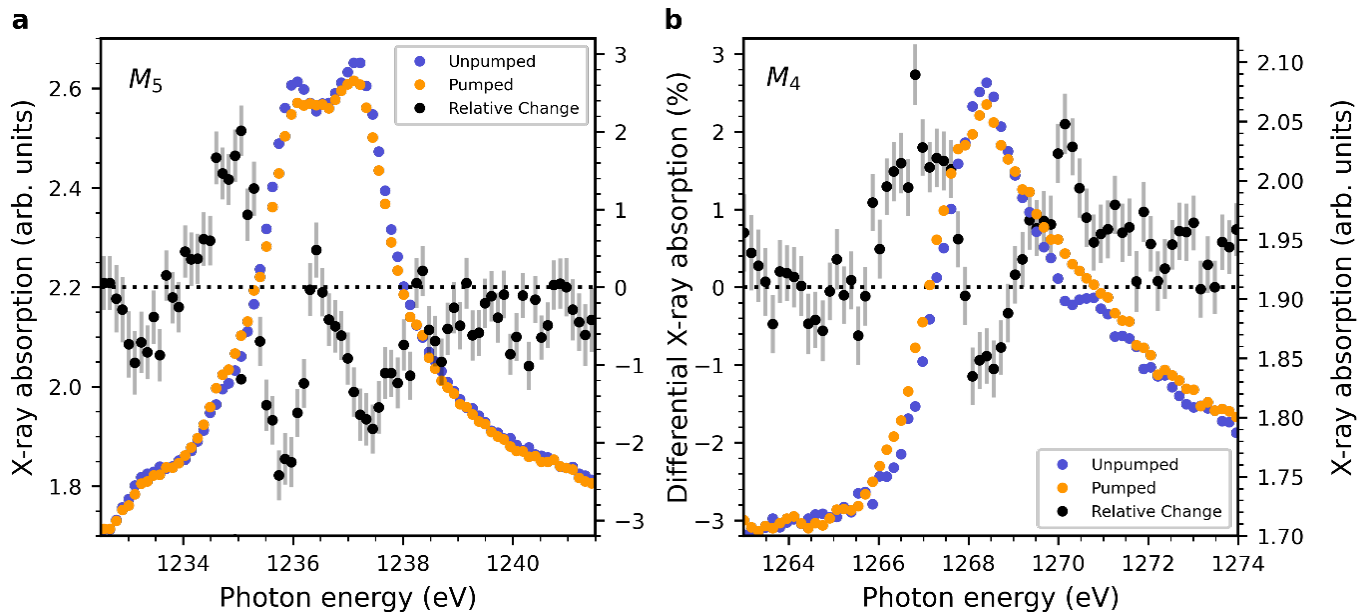 a
X-ray absorption (arb. units)
2.6
2.4
2.2
2.0
1.8
M5
Unpumped
Pumped
Relative Change
3
2
1
0
−1
−2
−3
1234
1236
1238
1240
Photon energy (eV)
b
Differential X-ray absorption (%)
3
2
1
0
−1
−2
−3
M4
Unpumped
Pumped
Relative Change
2.10
2.05
2.00
1.95
1.90
1.85
1.80
1.75
1.70
X-ray absorption (arb. units)
1264
1266
1268
1270
1272
1274
Photon energy (eV)